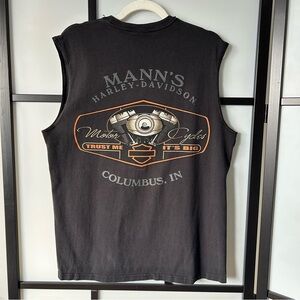 MANN'S
HARLEY-DAVIDSON
Motor Cycles
TRUST ME IT'S BIG
COLUMBUS, IN